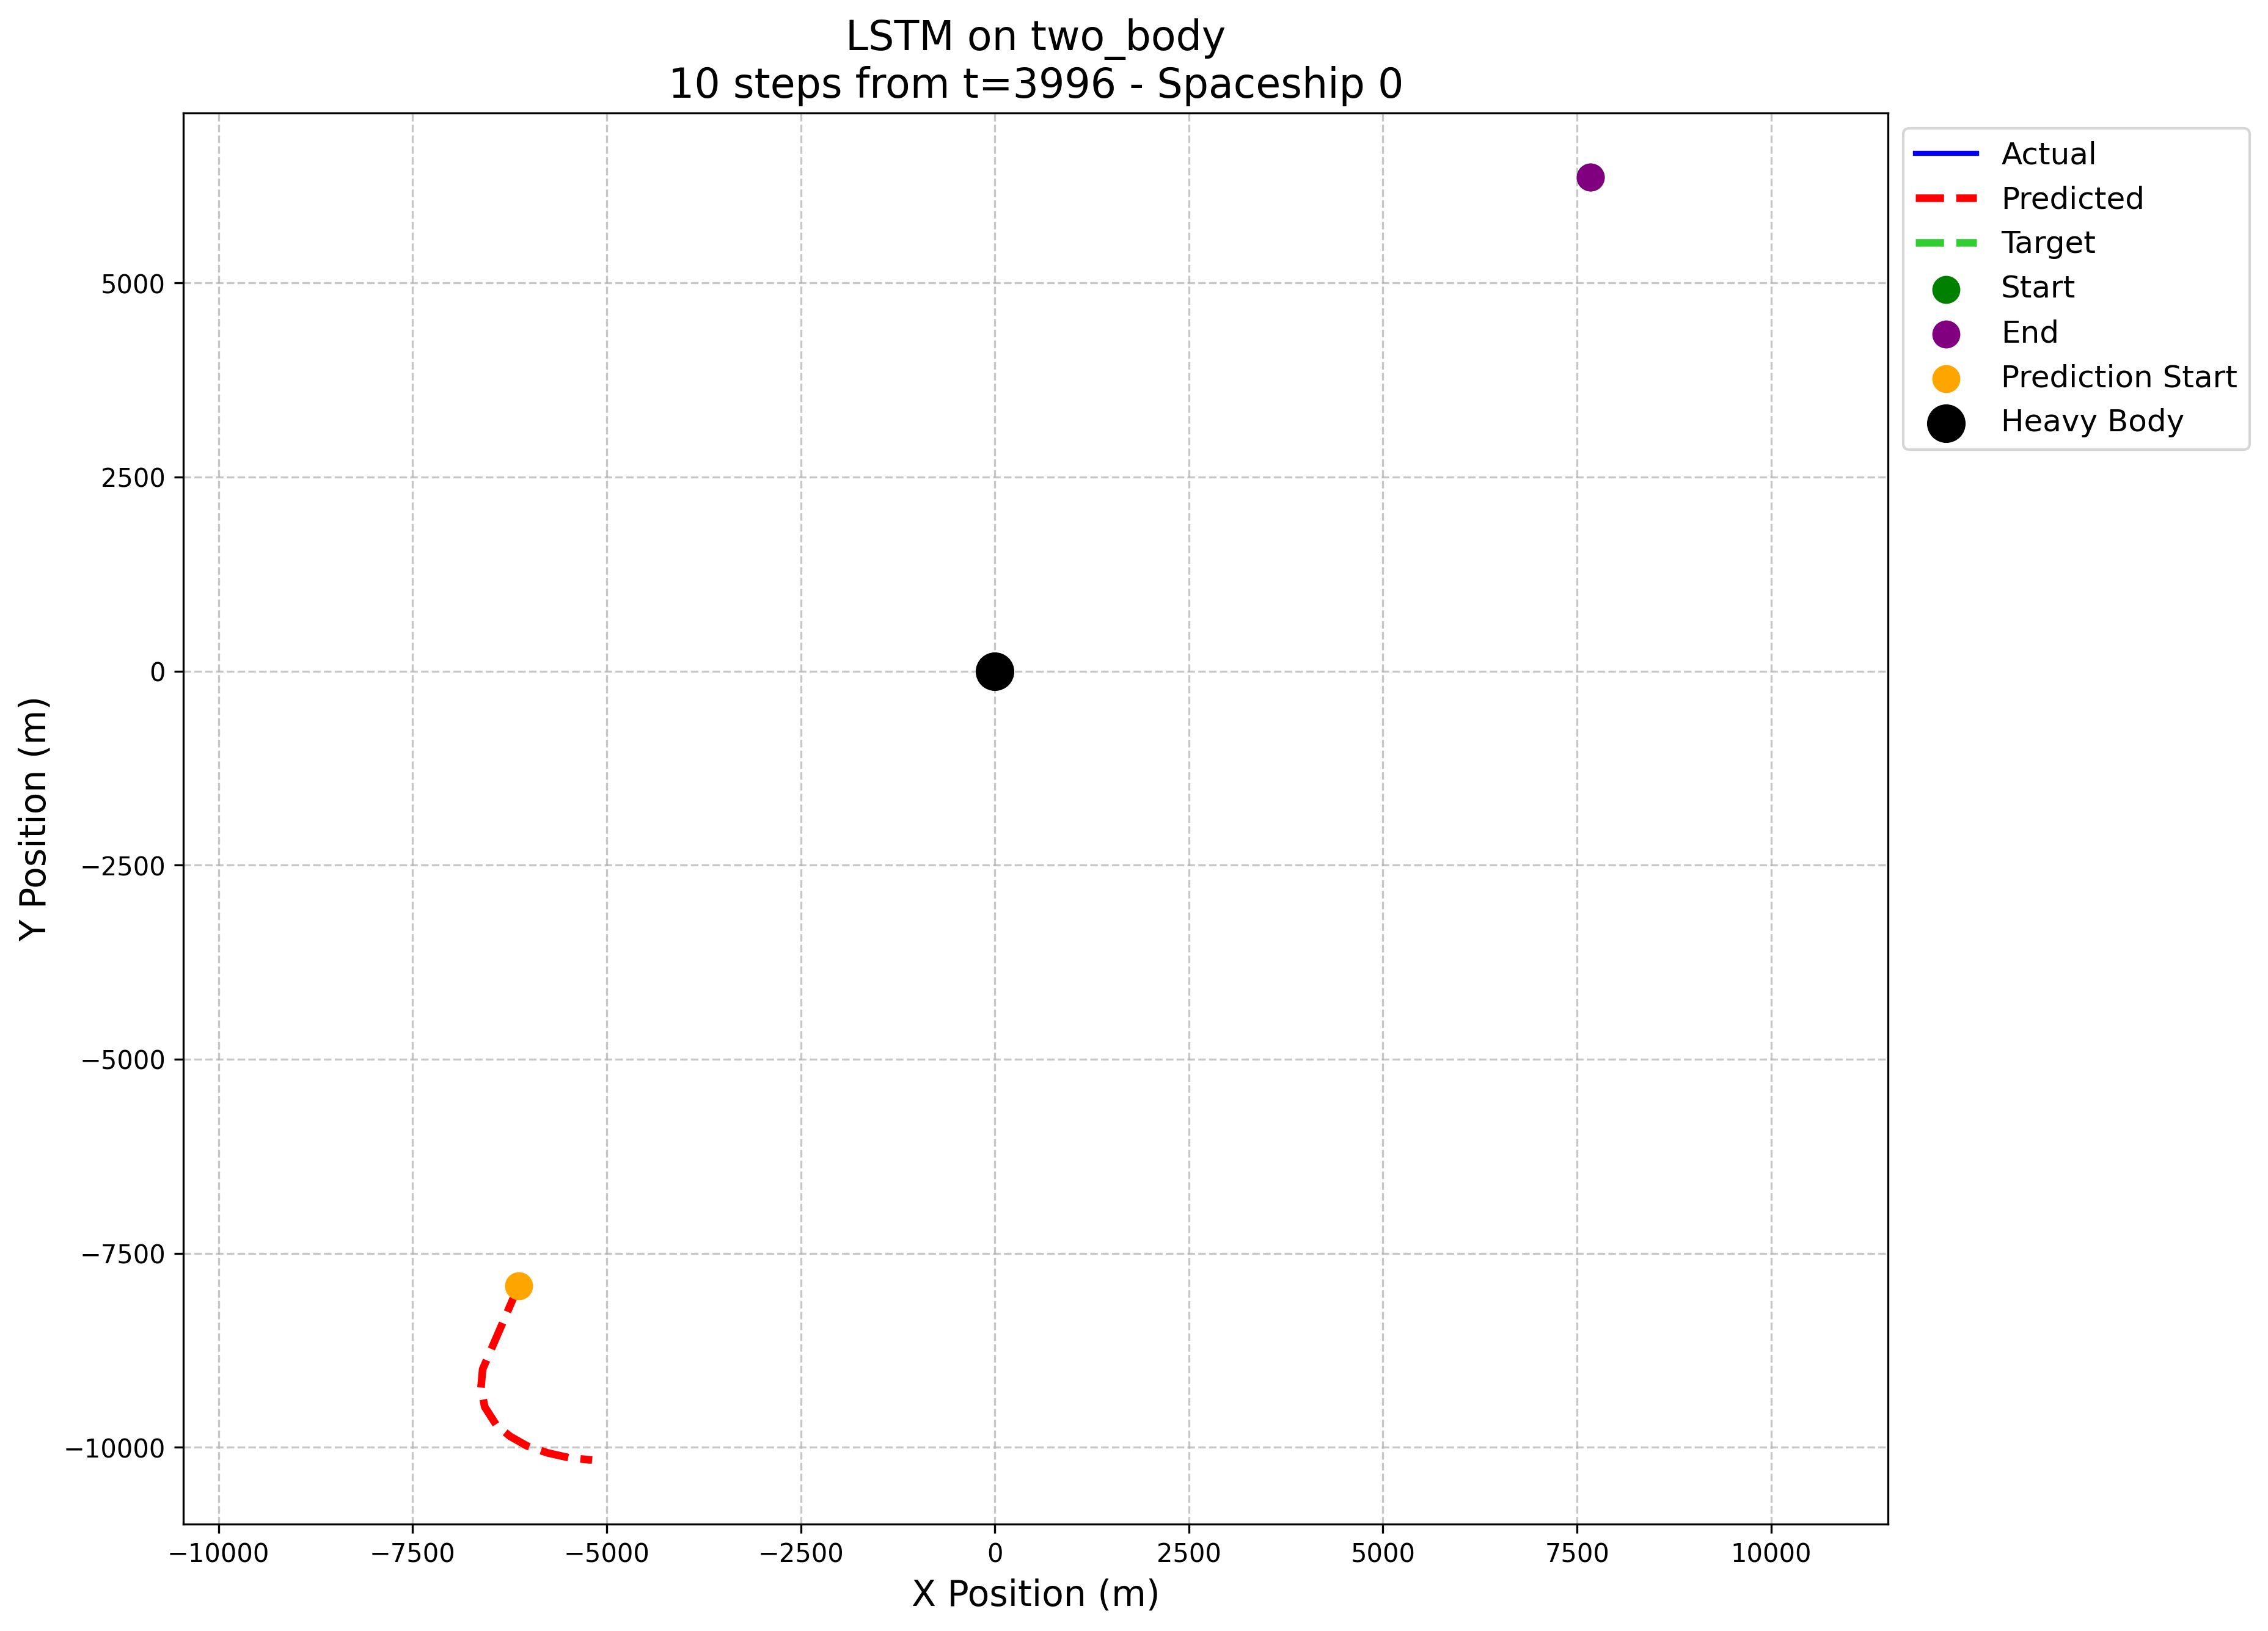 LSTM on two_body
10 steps from t=3996 - Spaceship 0
Actual
Predicted
Target
Start
End
Prediction Start
Heavy Body
5000
2500
0
−2500
−5000
−7500
−10000
Y Position (m)
−10000
−7500
−5000
−2500
0
2500
5000
7500
10000
X Position (m)